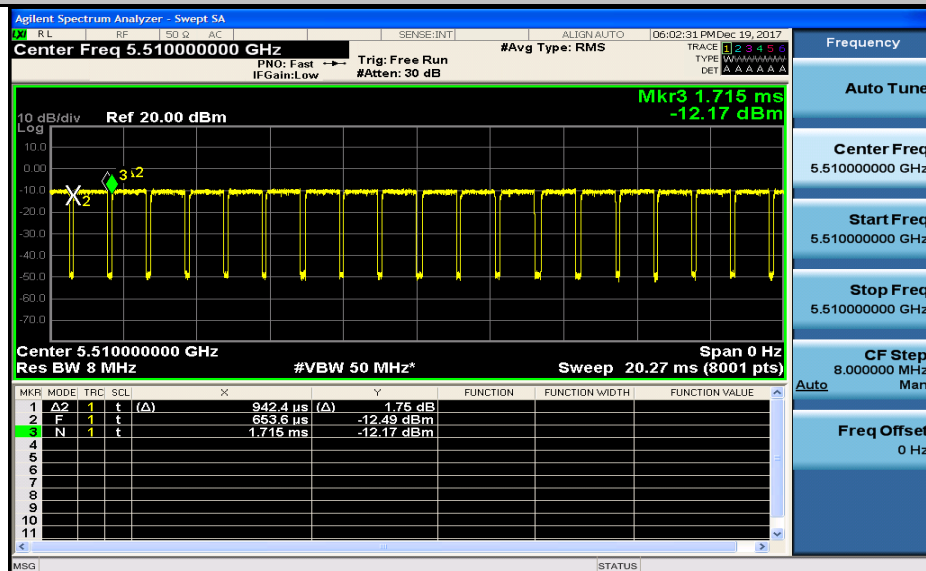 Agilent Spectrum Analyzer - Swept SA
LXI RL RF 50 Ω AC SENSE:INT ALIGN AUTO 06:02:31 PM Dec 19, 2017
Center Freq 5.510000000 GHz
#Avg Type: RMS
TRACE 1 2 3 4 5 6
PNO: Fast Trig: Free Run
TYPE WWWWWW
IFGain:Low #Atten: 30 dB
DET A A A A A A
Mkr3 1.715 ms
-12.17 dBm
10 dB/div Ref 20.00 dBm
Log
10.0
0.00
-10.0
-20.0
-30.0
-40.0
-50.0
-60.0
-70.0
3 Δ2
X2
Center 5.510000000 GHz Span 0 Hz
Res BW 8 MHz #VBW 50 MHz* Sweep 20.27 ms (8001 pts)
MKR MODE TRC SCL X Y FUNCTION FUNCTION WIDTH FUNCTION VALUE
1 Δ2 1 t (Δ) 942.4 µs (Δ) 1.75 dB
2 F 1 t 653.6 µs -12.49 dBm
3 N 1 t 1.715 ms -12.17 dBm
4
5
6
7
8
9
10
11
MSG STATUS
Frequency
Auto Tune
Center Freq
5.510000000 GHz
Start Freq
5.510000000 GHz
Stop Freq
5.510000000 GHz
CF Step
8.000000 MHz
Auto Man
Freq Offset
0 Hz